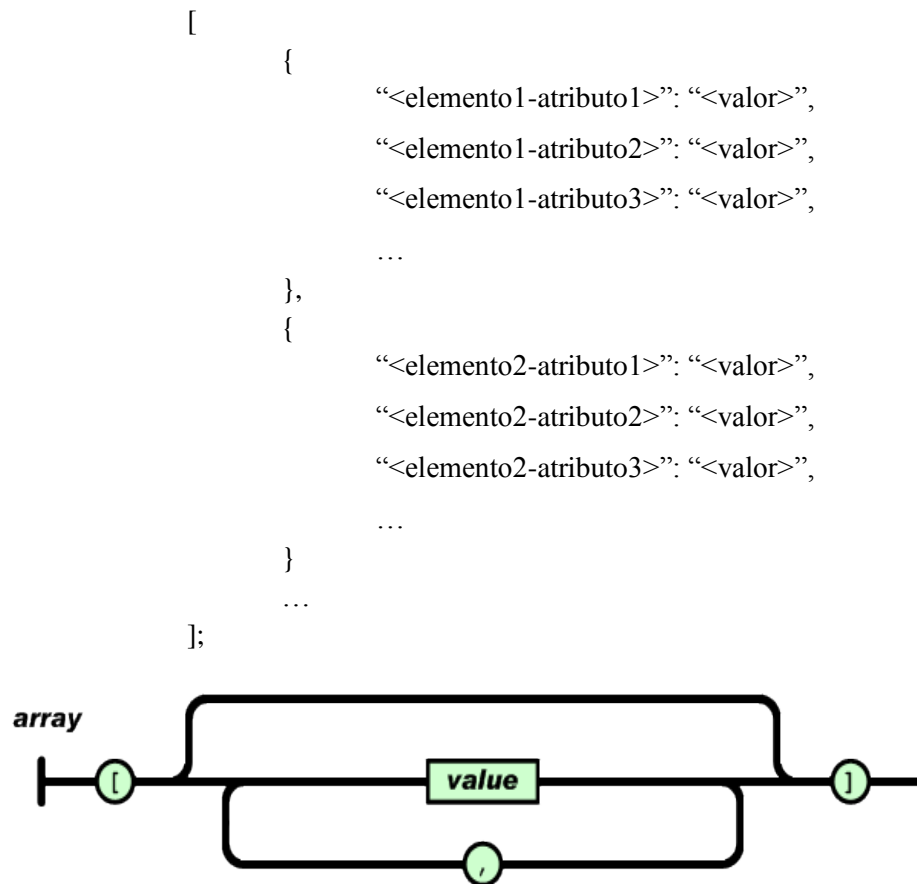 [
{
“<elemento1-atributo1>”: “<valor>”,
“<elemento1-atributo2>”: “<valor>”,
“<elemento1-atributo3>”: “<valor>”,
…
},
{
“<elemento2-atributo1>”: “<valor>”,
“<elemento2-atributo2>”: “<valor>”,
“<elemento2-atributo3>”: “<valor>”,
…
}
…
];
array
[ value ]
,